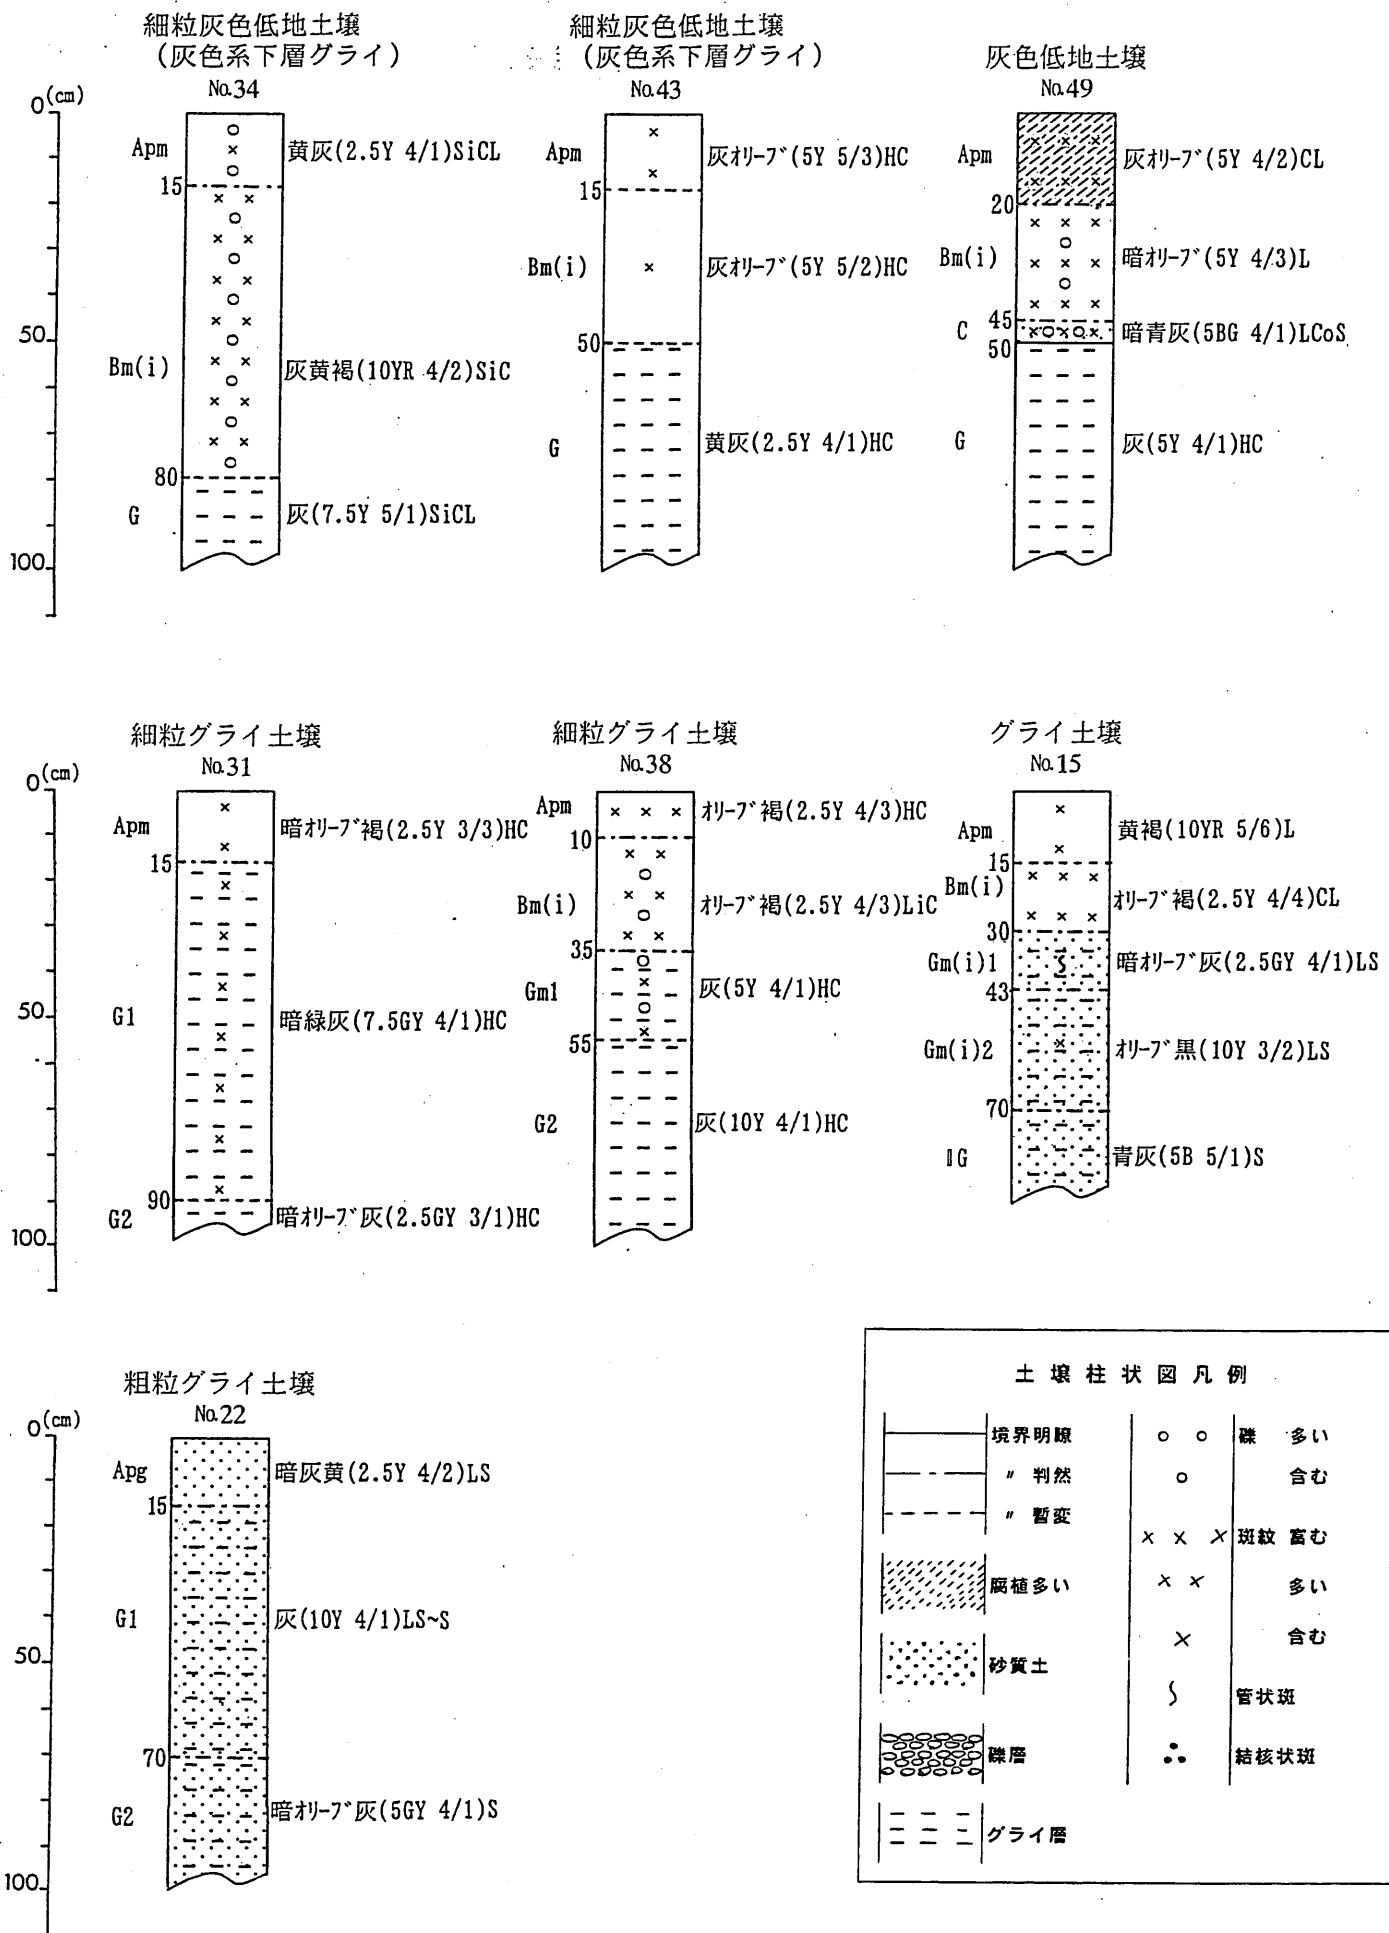 細粒灰色低地土壌
(灰色系下層グライ)
No.34
0(cm)
50
100
Apm
15
黄灰(2.5Y 4/1)SiCL
Bm(i)
灰黄褐(10YR 4/2)SiC
80
G
灰(7.5Y 5/1)SiCL
細粒灰色低地土壌
(灰色系下層グライ)
No.43
Apm
15
灰オリーブ(5Y 5/3)HC
Bm(i)
灰オリーブ(5Y 5/2)HC
50
G
黄灰(2.5Y 4/1)HC
灰色低地土壌
No.49
Apm
灰オリーブ(5Y 4/2)CL
20
Bm(i)
暗オリーブ(5Y 4/3)L
45
C
暗青灰(5BG 4/1)LCoS
50
G
灰(5Y 4/1)HC
細粒グライ土壌
No.31
0(cm)
50
100
Apm
暗オリーブ褐(2.5Y 3/3)HC
15
G1
暗緑灰(7.5GY 4/1)HC
90
G2
暗オリーブ灰(2.5GY 3/1)HC
細粒グライ土壌
No.38
Apm
オリーブ褐(2.5Y 4/3)HC
10
Bm(i)
オリーブ褐(2.5Y 4/3)LiC
35
Gm1
灰(5Y 4/1)HC
55
G2
灰(10Y 4/1)HC
グライ土壌
No.15
Apm
黄褐(10YR 5/6)L
15
Bm(i)
オリーブ褐(2.5Y 4/4)CL
30
Gm(i)1
暗オリーブ灰(2.5GY 4/1)LS
43
Gm(i)2
オリーブ黒(10Y 3/2)LS
70
G
青灰(5B 5/1)S
粗粒グライ土壌
No.22
0(cm)
50
100
Apg
暗灰黄(2.5Y 4/2)LS
15
G1
灰(10Y 4/1)LS~S
70
G2
暗オリーブ灰(5GY 4/1)S
土壌柱状図凡例
境界明瞭
〃 判然
〃 暫変
腐植多い
砂質土
礫層
グライ層
礫 多い
含む
斑紋 富む
多い
含む
管状斑
結核状斑